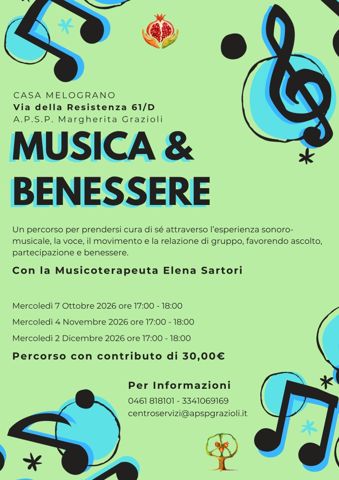 CASA MELOGRANO
Via della Resistenza 61/D
A.P.S.P. Margherita Grazioli
MUSICA &
BENESSERE
Un percorso per prendersi cura di sé attraverso l'esperienza sonoro-
musicale, la voce, il movimento e la relazione di gruppo, favorendo ascolto,
partecipazione e benessere.
Con la Musicoterapeuta Elena Sartori
Mercoledì 7 Ottobre 2026 ore 17:00 - 18:00
Mercoledì 4 Novembre 2026 ore 17:00 - 18:00
Mercoledì 2 Dicembre 2026 ore 17:00 - 18:00
Percorso con contributo di 30,00€
Per Informazioni
0461 818101 - 3341069169
centroservizi@apspgrazioli.it